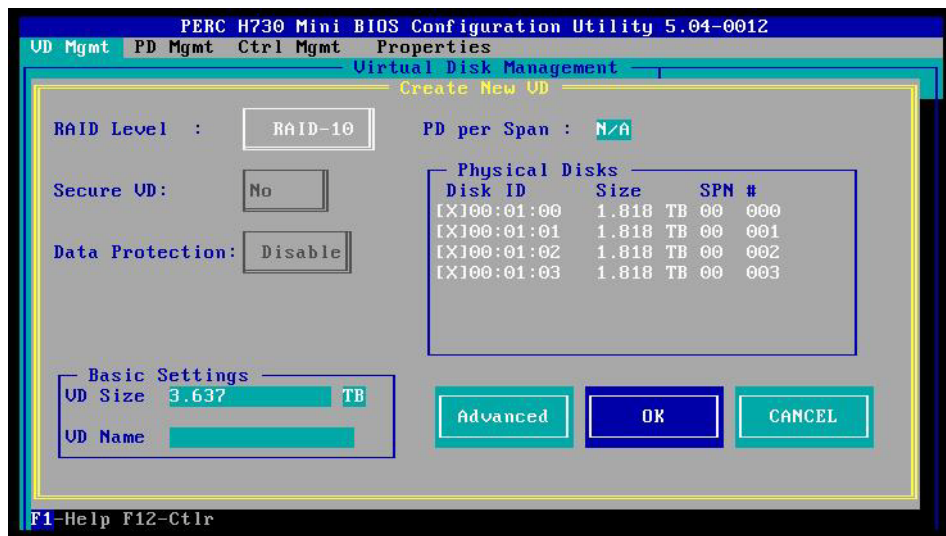 PERC H730 Mini BIOS Configuration Utility 5.04-0012
VD Mgmt PD Mgmt Ctrl Mgmt Properties
Virtual Disk Management
Create New VD
RAID Level : RAID-10 PD per Span : N/A
Physical Disks
Disk ID Size SPN #
Secure VD: No
[X]00:01:00 1.818 TB 00 000
[X]00:01:01 1.818 TB 00 001
[X]00:01:02 1.818 TB 00 002
[X]00:01:03 1.818 TB 00 003
Data Protection: Disable
Basic Settings
VD Size 3.637 TB
VD Name
Advanced OK CANCEL
F1-Help F12-Ctlr